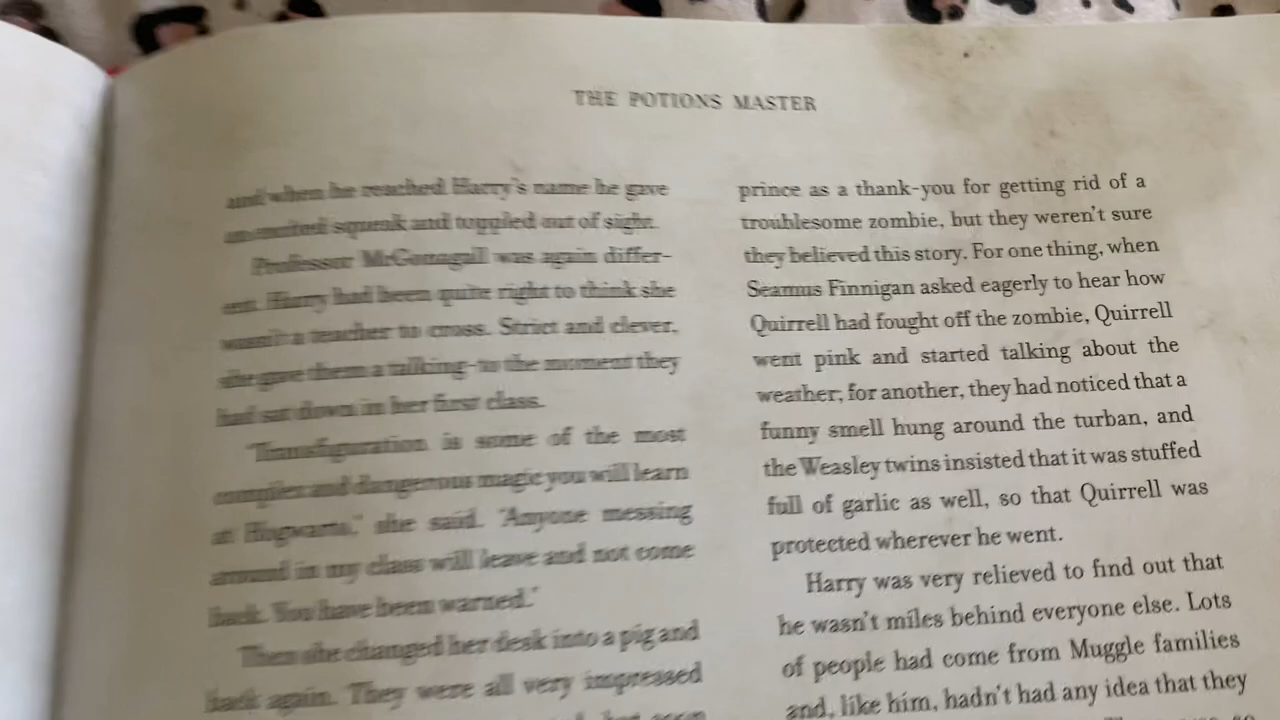 THE POTIONS MASTER
and when he reached Harry's name he gave
an excited squeak and toppled out of sight.
Professor McGonagall was again differ-
ent. Harry had been quite right to think she
wasn't a teacher to cross. Strict and clever,
she gave them a talking-to the moment they
had sat down in her first class.
'Transfiguration is some of the most
complex and dangerous magic you will learn
at Hogwarts,' she said. 'Anyone messing
around in my class will leave and not come
back. You have been warned.'
Then she changed her desk into a pig and
back again. They were all very impressed
prince as a thank-you for getting rid of a
troublesome zombie, but they weren't sure
they believed this story. For one thing, when
Seamus Finnigan asked eagerly to hear how
Quirrell had fought off the zombie, Quirrell
went pink and started talking about the
weather; for another, they had noticed that a
funny smell hung around the turban, and
the Weasley twins insisted that it was stuffed
full of garlic as well, so that Quirrell was
protected wherever he went.
Harry was very relieved to find out that
he wasn't miles behind everyone else. Lots
of people had come from Muggle families
and, like him, hadn't had any idea that they